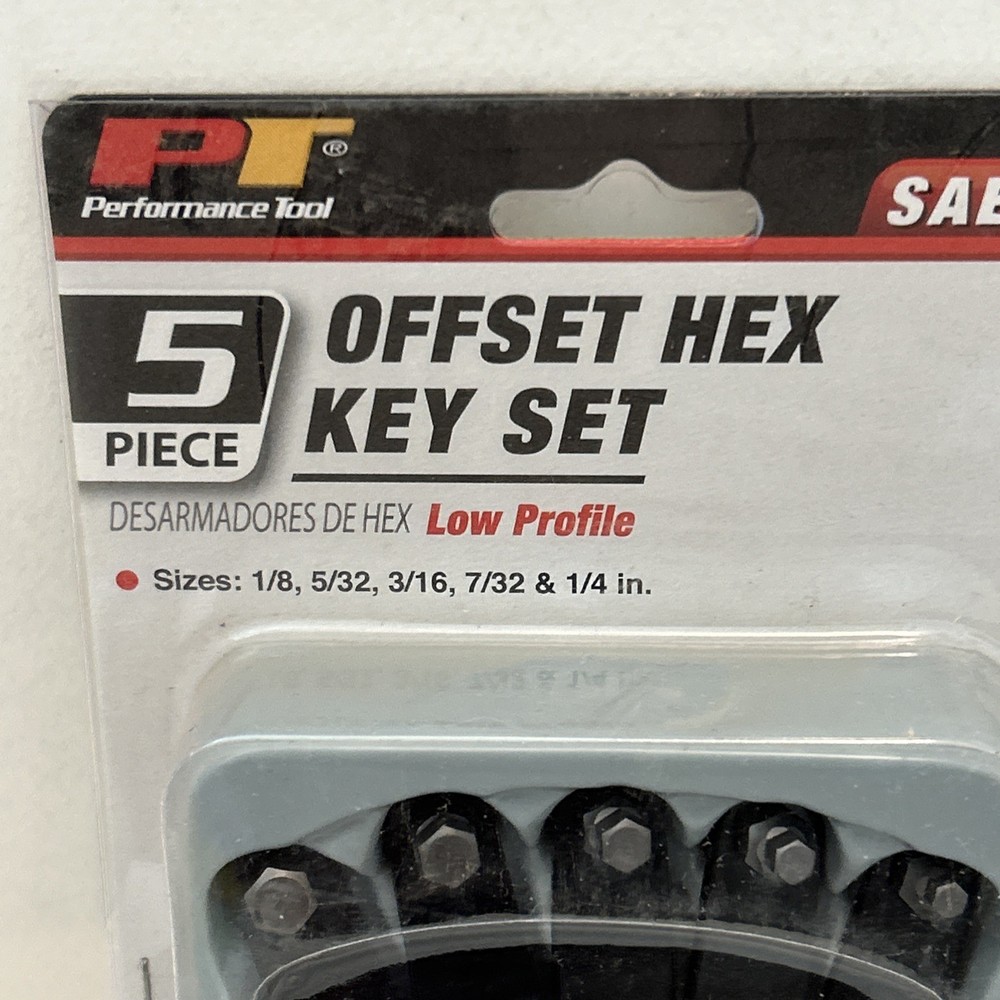 PT®
Performance Tool
SAE
5
PIECE
OFFSET HEX
KEY SET
DESARMADORES DE HEX Low Profile
• Sizes: 1/8, 5/32, 3/16, 7/32 & 1/4 in.